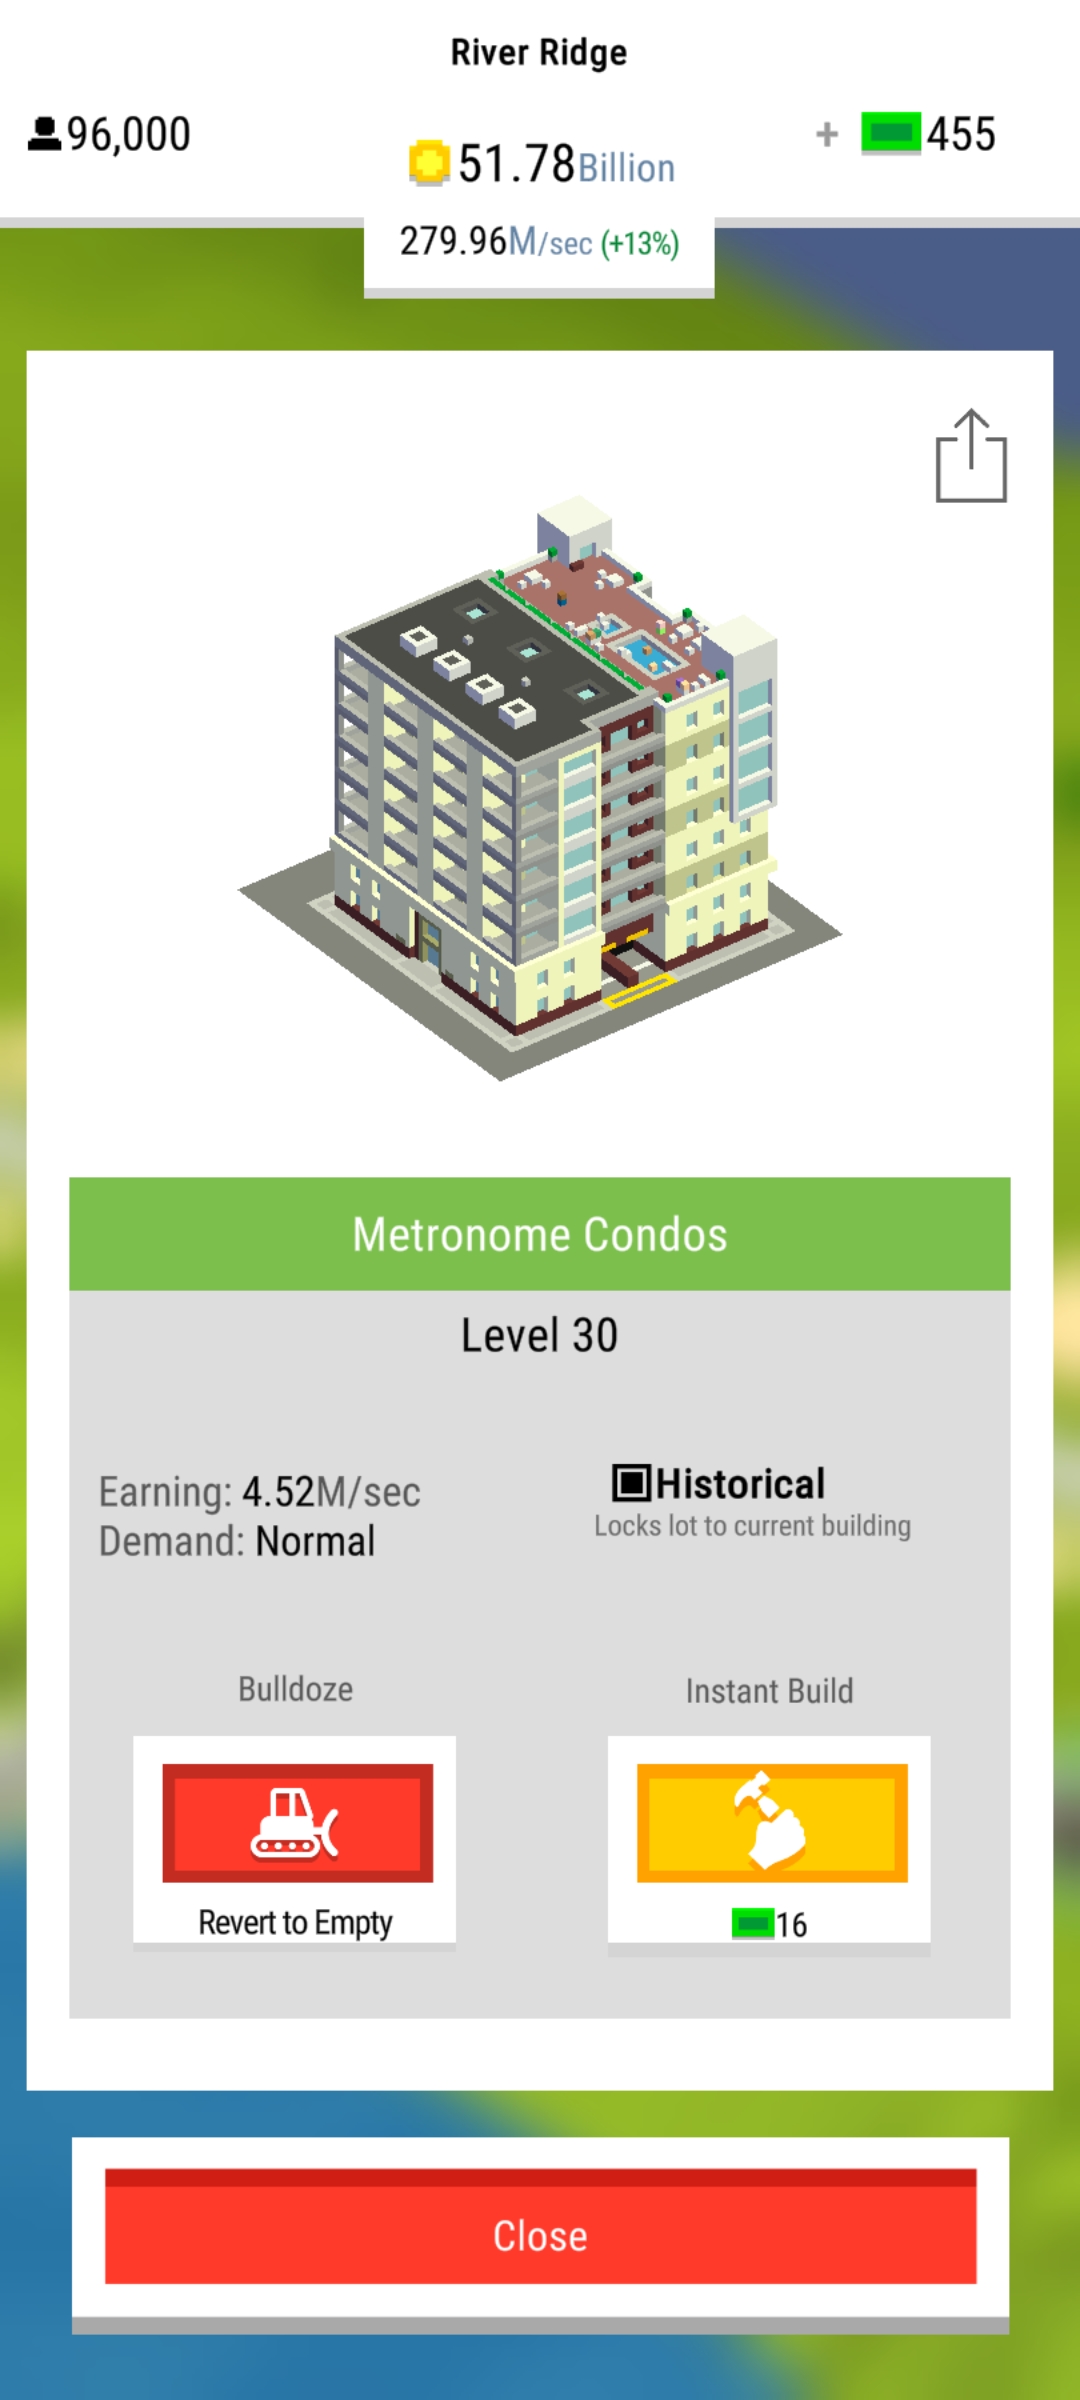 River Ridge
96,000
51.78Billion
+ 455
279.96M/sec (+13%)
Metronome Condos
Level 30
Earning: 4.52M/sec
Demand: Normal
Historical
Locks lot to current building
Bulldoze
Instant Build
Revert to Empty
16
Close